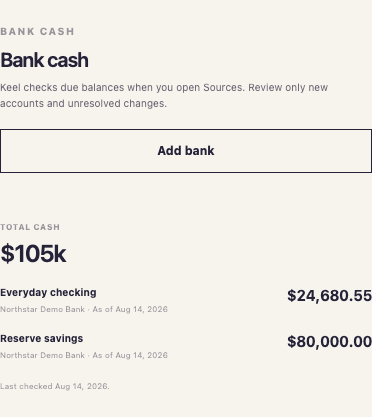 BANK CASH
Bank cash
Keel checks due balances when you open Sources. Review only new
accounts and unresolved changes.
Add bank
TOTAL CASH
$105k
Everyday checking
$24,680.55
Northstar Demo Bank · As of Aug 14, 2026
Reserve savings
$80,000.00
Northstar Demo Bank · As of Aug 14, 2026
Last checked Aug 14, 2026.